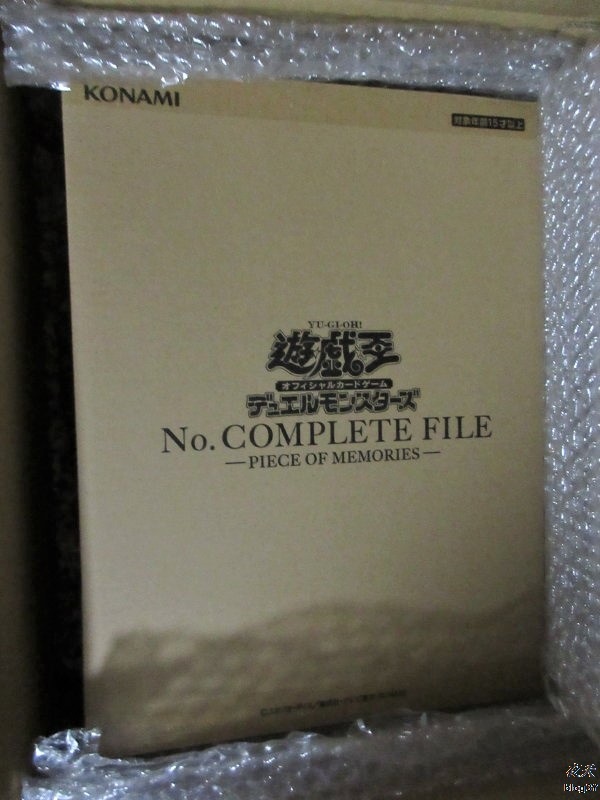 KONAMI
対象年齢15才以上
YU-GI-OH!
遊戯王
オフィシャルカードゲーム
デュエルモンスターズ
No. COMPLETE FILE
—PIECE OF MEMORIES—